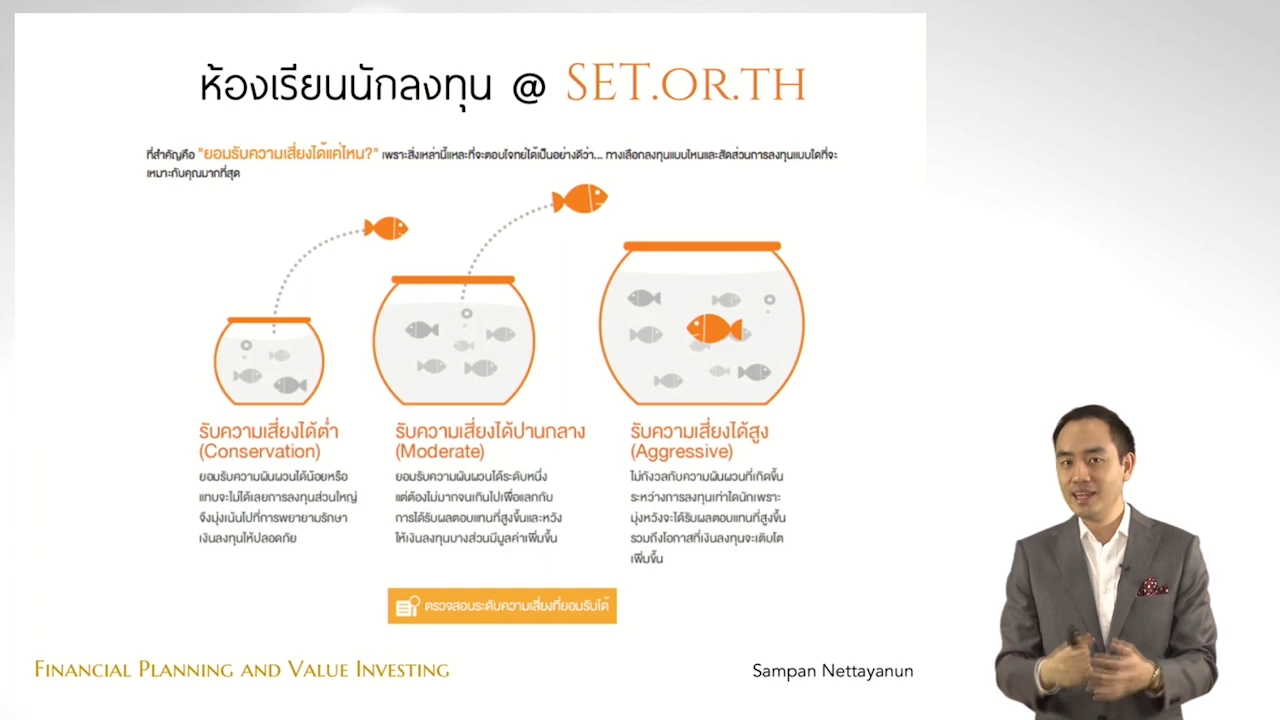 ห้องเรียนนักลงทุน @ SET.OR.TH
ที่สำคัญคือ "ยอมรับความเสี่ยงได้แค่ไหน?" เพราะสิ่งเหล่านี้แหละที่จะตอบโจทย์ได้เป็นอย่างดีว่า... ทางเลือกลงทุนแบบไหนและสัดส่วนการลงทุนแบบใดที่จะ
เหมาะกับคุณมากที่สุด
รับความเสี่ยงได้ต่ำ
(Conservation)
ยอมรับความผันผวนได้น้อยหรือ
แทบจะไม่ได้เลยการลงทุนส่วนใหญ่
จึงมุ่งเน้นไปที่การพยายามรักษา
เงินลงทุนให้ปลอดภัย
รับความเสี่ยงได้ปานกลาง
(Moderate)
ยอมรับความผันผวนได้ระดับหนึ่ง
แต่ต้องไม่มากจนเกินไปเพื่อแลกกับ
การได้รับผลตอบแทนที่สูงขึ้นและหวัง
ให้เงินลงทุนบางส่วนมีมูลค่าเพิ่มขึ้น
รับความเสี่ยงได้สูง
(Aggressive)
ไม่กังวลกับความผันผวนที่เกิดขึ้น
ระหว่างการลงทุนเท่าใดนักเพราะ
มุ่งหวังจะได้รับผลตอบแทนที่สูงขึ้น
รวมถึงโอกาสที่เงินลงทุนจะเติบโต
เพิ่มขึ้น
ตรวจสอบระดับความเสี่ยงที่ยอมรับได้
Financial Planning and Value Investing
Sampan Nettayanun